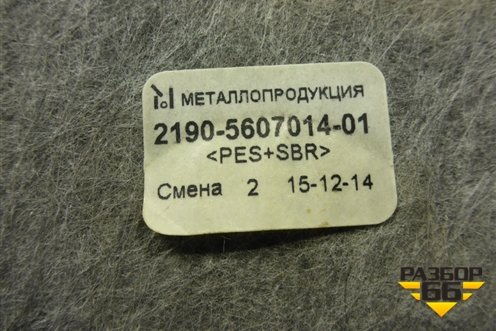 МЕТАЛЛОПРОДУКЦИЯ
2190-5607014-01
<PES+SBR>
Смена 2 15-12-14
РАЗБОР
66